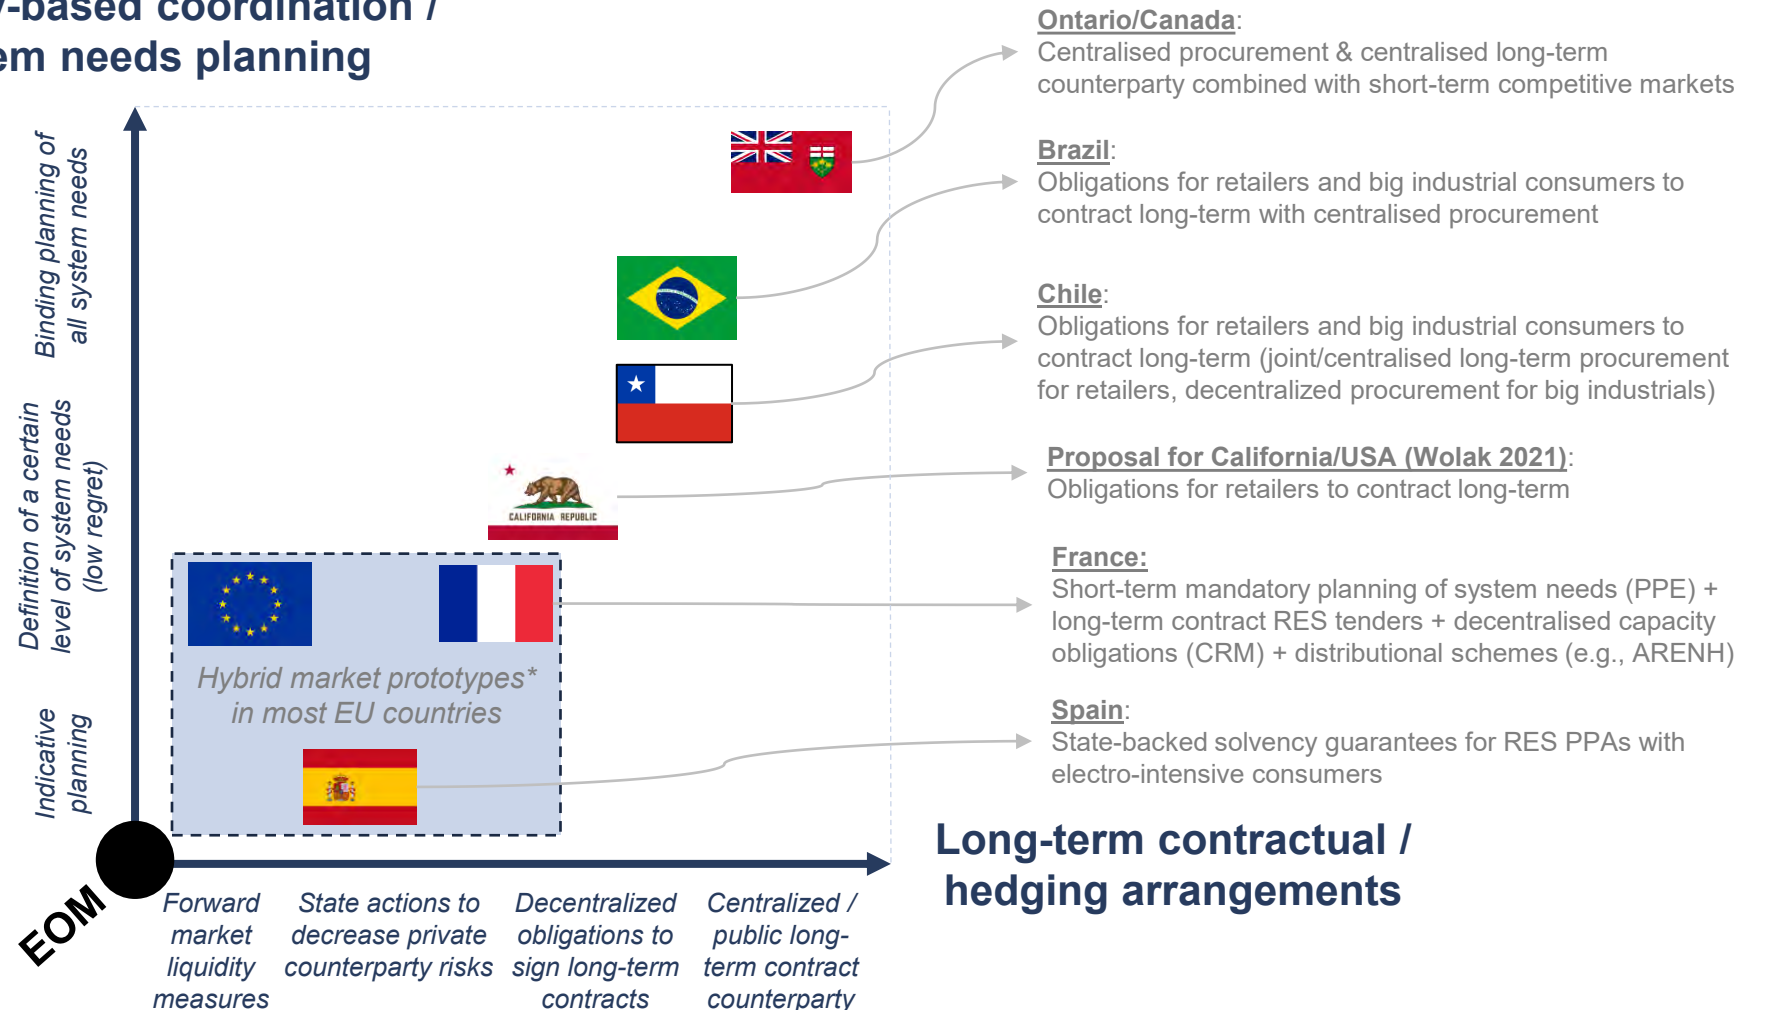 -based coordination /
em needs planning
Binding planning of
all system needs
Definition of a certain
level of system needs
(low regret)
Indicative
planning
EOM
Forward
market
liquidity
measures
State actions to
decrease private
counterparty risks
Decentralized
obligations to
sign long-term
contracts
Centralized /
public long-
term contract
counterparty
Long-term contractual /
hedging arrangements
CALIFORNIA REPUBLIC
Hybrid market prototypes*
in most EU countries
Ontario/Canada:
Centralised procurement & centralised long-term
counterparty combined with short-term competitive markets
Brazil:
Obligations for retailers and big industrial consumers to
contract long-term with centralised procurement
Chile:
Obligations for retailers and big industrial consumers to
contract long-term (joint/centralised long-term procurement
for retailers, decentralized procurement for big industrials)
Proposal for California/USA (Wolak 2021):
Obligations for retailers to contract long-term
France:
Short-term mandatory planning of system needs (PPE) +
long-term contract RES tenders + decentralised capacity
obligations (CRM) + distributional schemes (e.g., ARENH)
Spain:
State-backed solvency guarantees for RES PPAs with
electro-intensive consumers